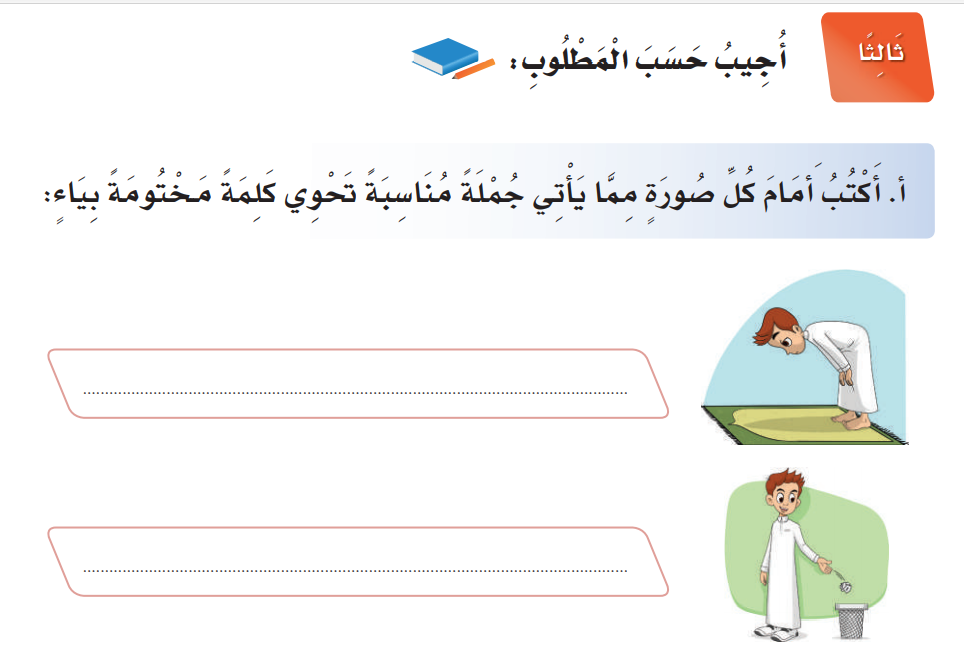 ثَالِثًا
أُجِيبُ حَسَبَ الْمَطْلُوبِ:
أ. أَكْتُبُ أَمَامَ كُلِّ صُورَةٍ مِمَّا يَأْتِي جُمْلَةً مُنَاسِبَةً تَحْوِي كَلِمَةً مَخْتُومَةً بِيَاءٍ: